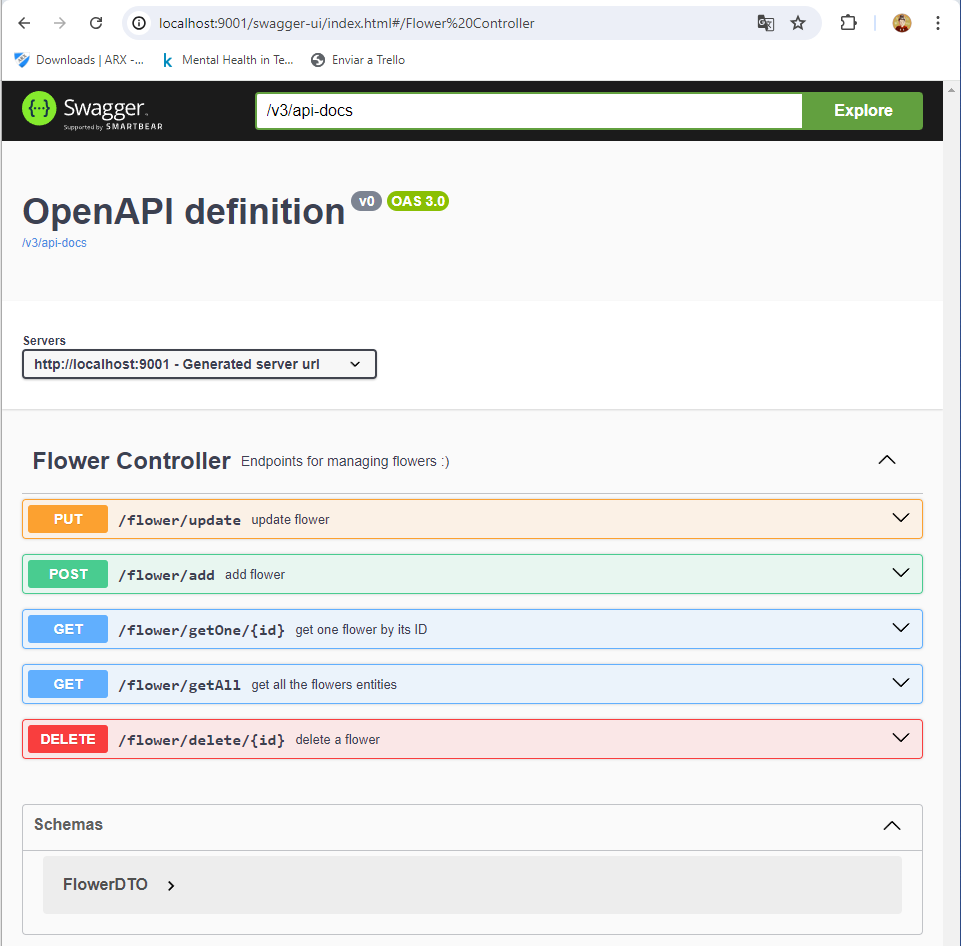 localhost:9001/swagger-ui/index.html#/Flower%20Controller
Downloads | ARX -... Mental Health in Te... Enviar a Trello
Swagger
Supported by SMARTBEAR
/v3/api-docs Explore
OpenAPI definition v0 OAS 3.0
/v3/api-docs
Servers
http://localhost:9001 - Generated server url
Flower Controller Endpoints for managing flowers :)
PUT /flower/update update flower
POST /flower/add add flower
GET /flower/getOne/{id} get one flower by its ID
GET /flower/getAll get all the flowers entities
DELETE /flower/delete/{id} delete a flower
Schemas
FlowerDTO